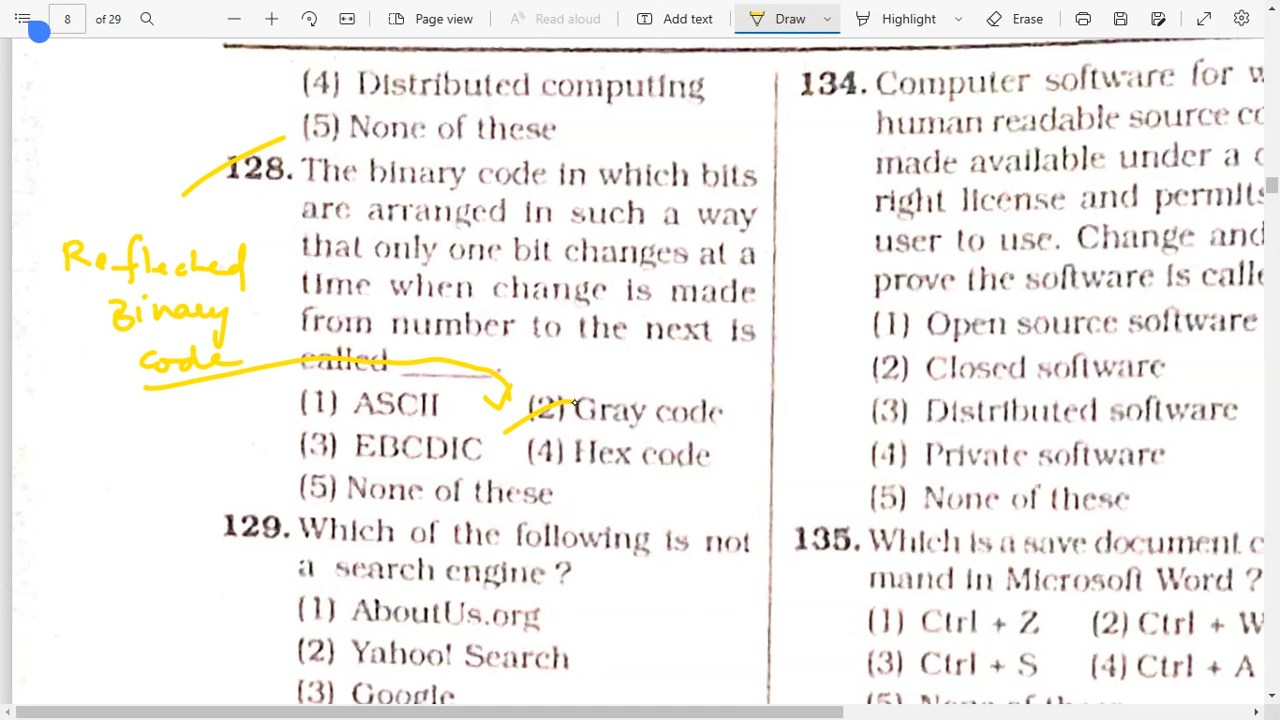 8 of 29 Page view Read aloud Add text Draw Highlight Erase
(4) Distributed computing
(5) None of these
128. The binary code in which bits
are arranged in such a way
that only one bit changes at a
time when change is made
from number to the next is
called ______.
(1) ASCII (2) Gray code
(3) EBCDIC (4) Hex code
(5) None of these
129. Which of the following is not
a search engine ?
(1) AboutUs.org
(2) Yahoo! Search
(3) Google
Reflected
Binary
code
134. Computer software for w
human readable source co
made available under a c
right license and permits
user to use. Change and
prove the software is calle
(1) Open source software
(2) Closed software
(3) Distributed software
(4) Private software
(5) None of these
135. Which is a save document c
mand in Microsoft Word ?
(1) Ctrl + Z (2) Ctrl + W
(3) Ctrl + S (4) Ctrl + A